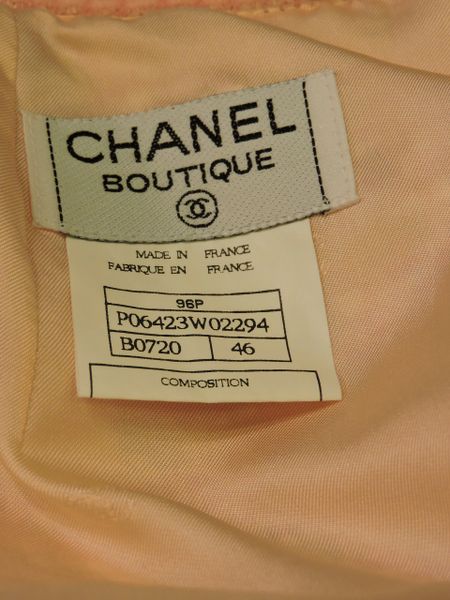 CHANEL
BOUTIQUE
MADE IN FRANCE
FABRIQUE EN FRANCE
96P
P06423W02294
B0720 46
COMPOSITION